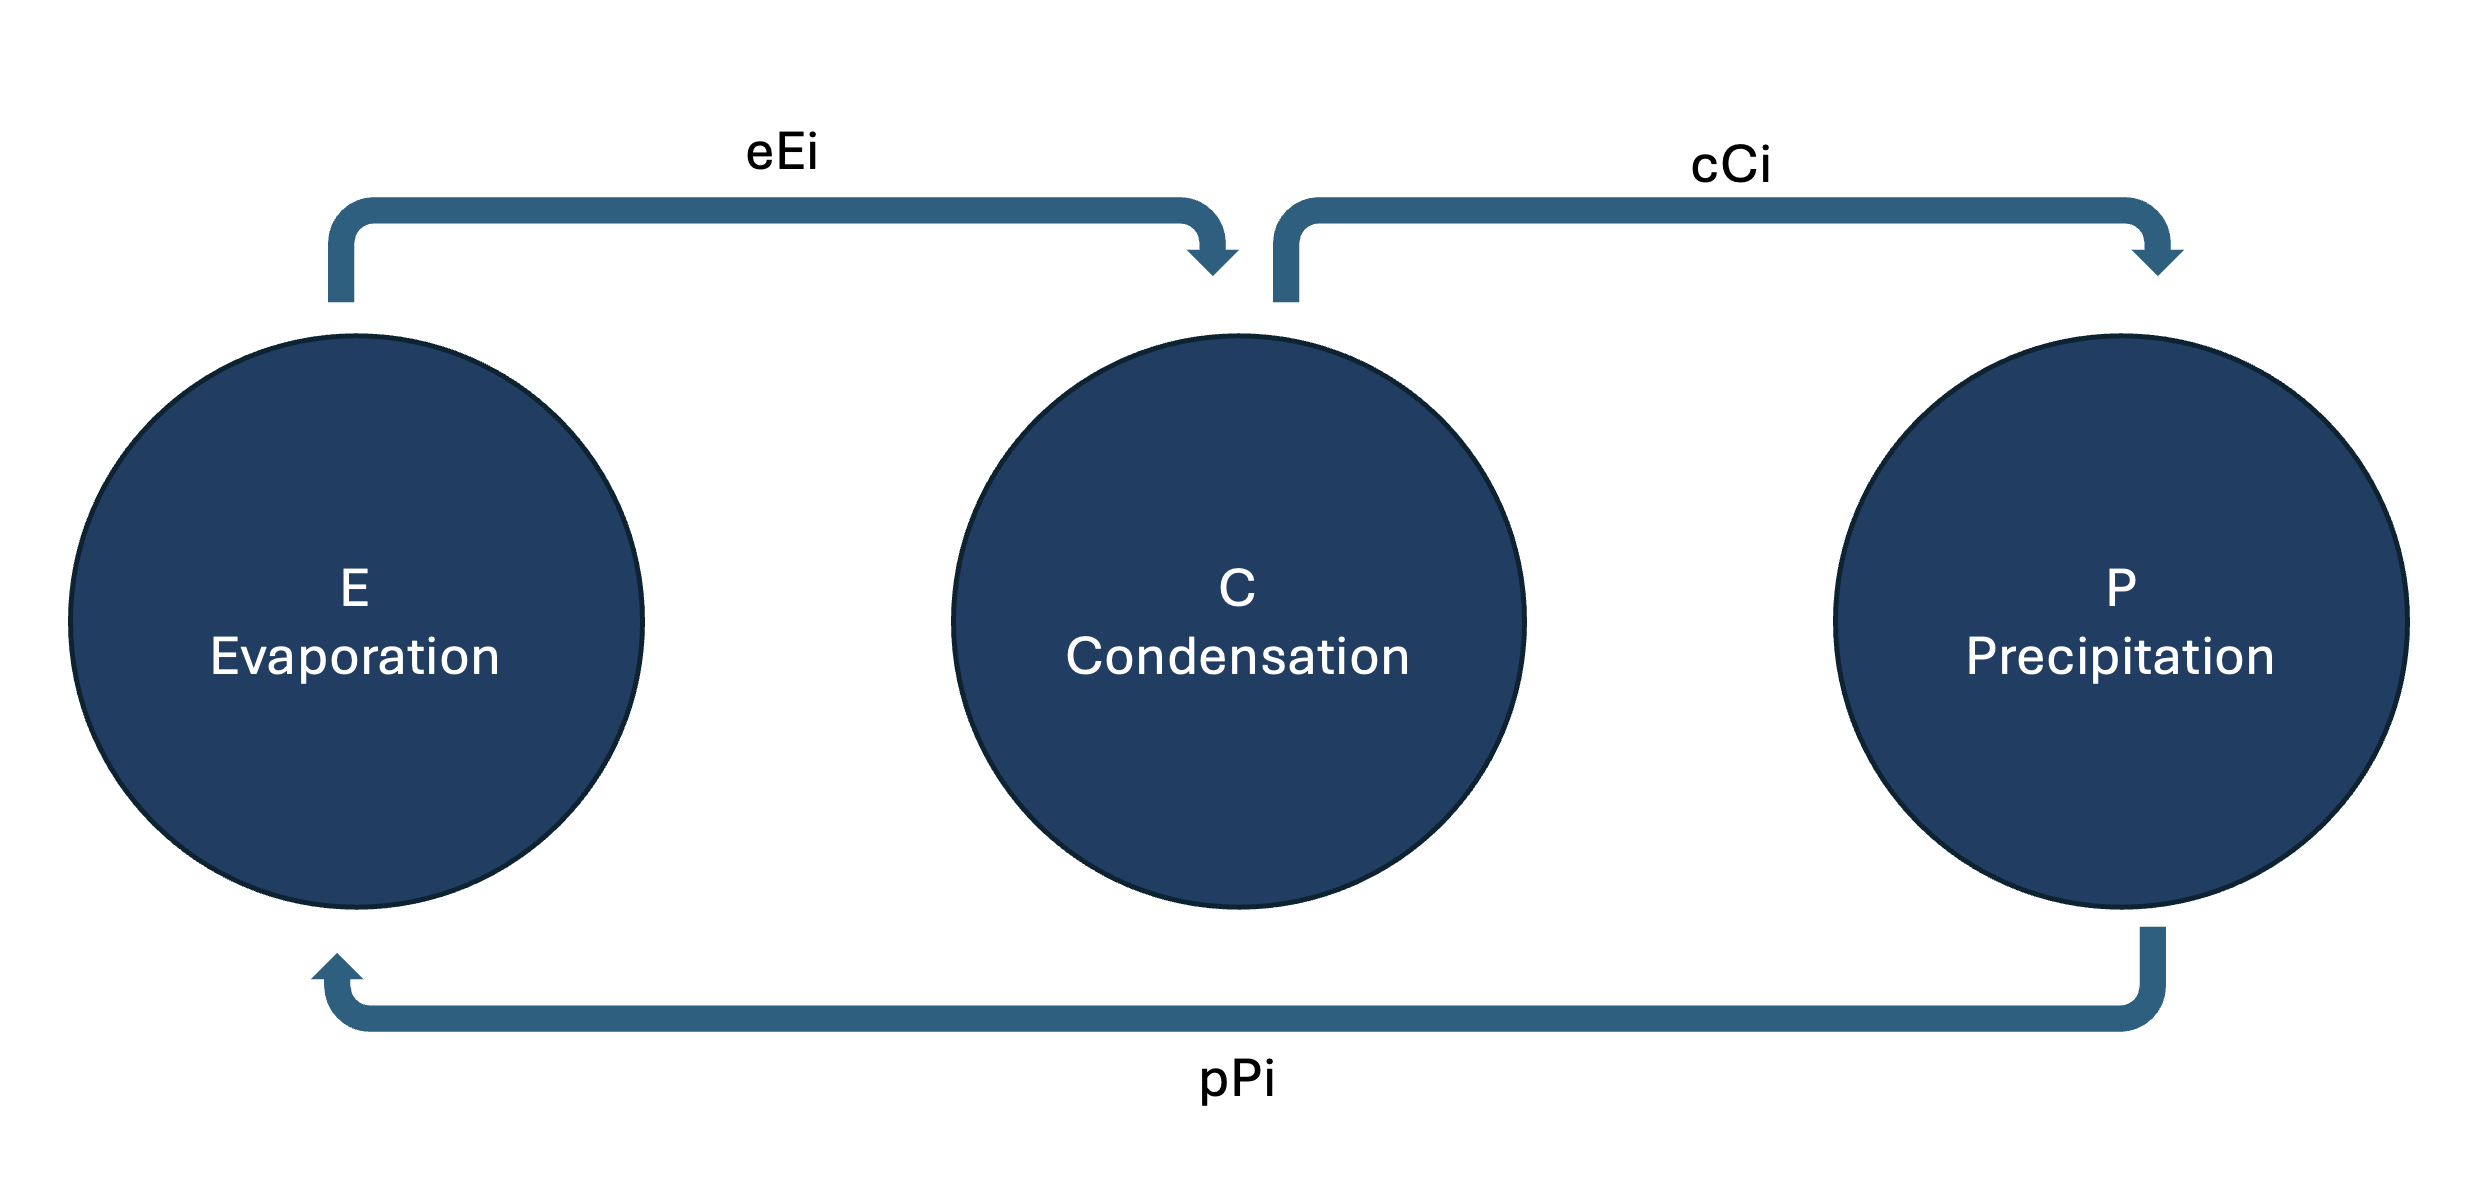 eEi
cCi
E
Evaporation
C
Condensation
P
Precipitation
pPi